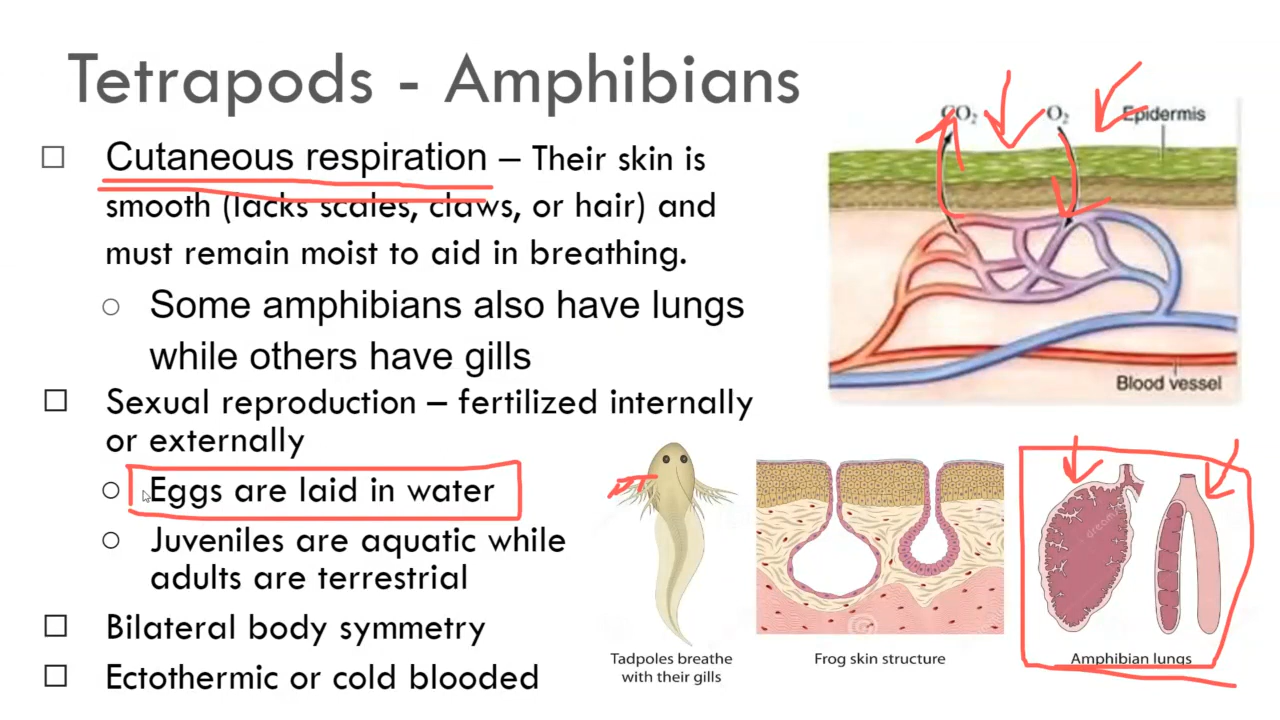 Tetrapods - Amphibians
Cutaneous respiration – Their skin is
smooth (lacks scales, claws, or hair) and
must remain moist to aid in breathing.
Some amphibians also have lungs
while others have gills
Sexual reproduction – fertilized internally
or externally
Eggs are laid in water
Juveniles are aquatic while
adults are terrestrial
Bilateral body symmetry
Ectothermic or cold blooded
CO₂
O₂
Epidermis
Blood vessel
Tadpoles breathe
with their gills
Frog skin structure
Amphibian lungs